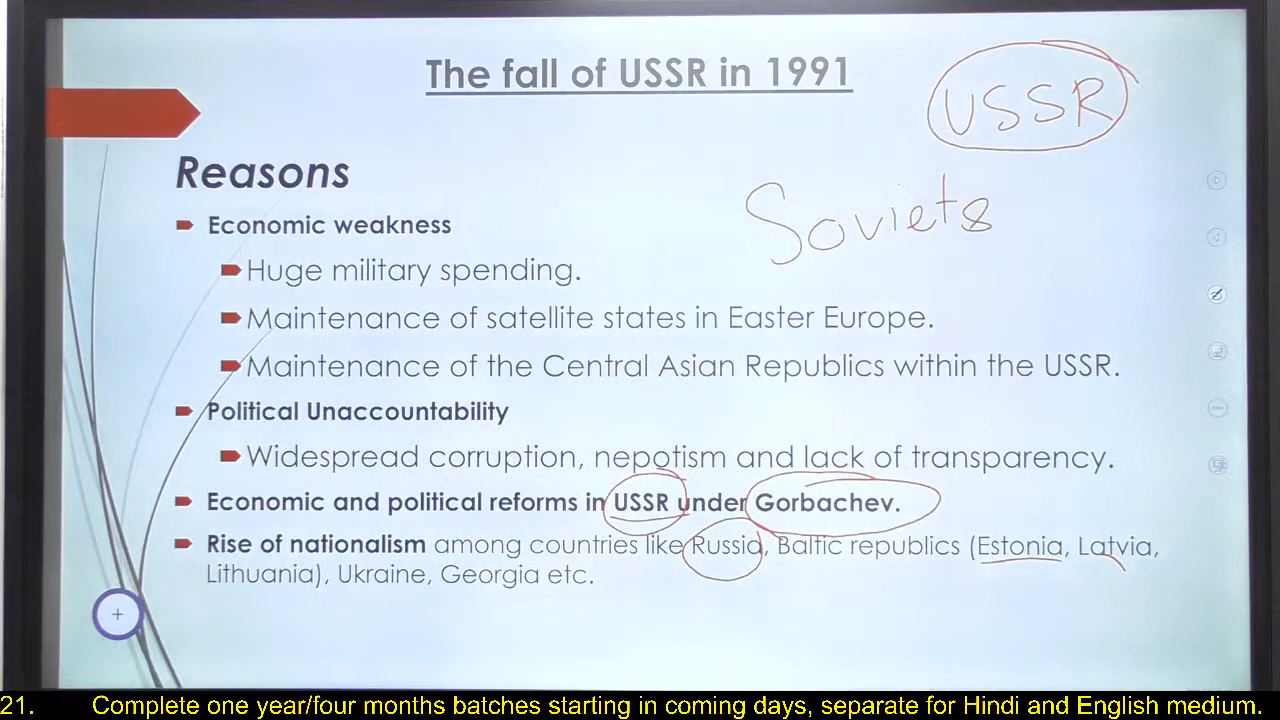 The fall of USSR in 1991
USSR
Reasons
Soviets
Economic weakness
Huge military spending.
Maintenance of satellite states in Easter Europe.
Maintenance of the Central Asian Republics within the USSR.
Political Unaccountability
Widespread corruption, nepotism and lack of transparency.
Economic and political reforms in USSR under Gorbachev.
Rise of nationalism among countries like Russia, Baltic republics (Estonia, Latvia,
Lithuania), Ukraine, Georgia etc.
21. Complete one year/four months batches starting in coming days, separate for Hindi and English medium.